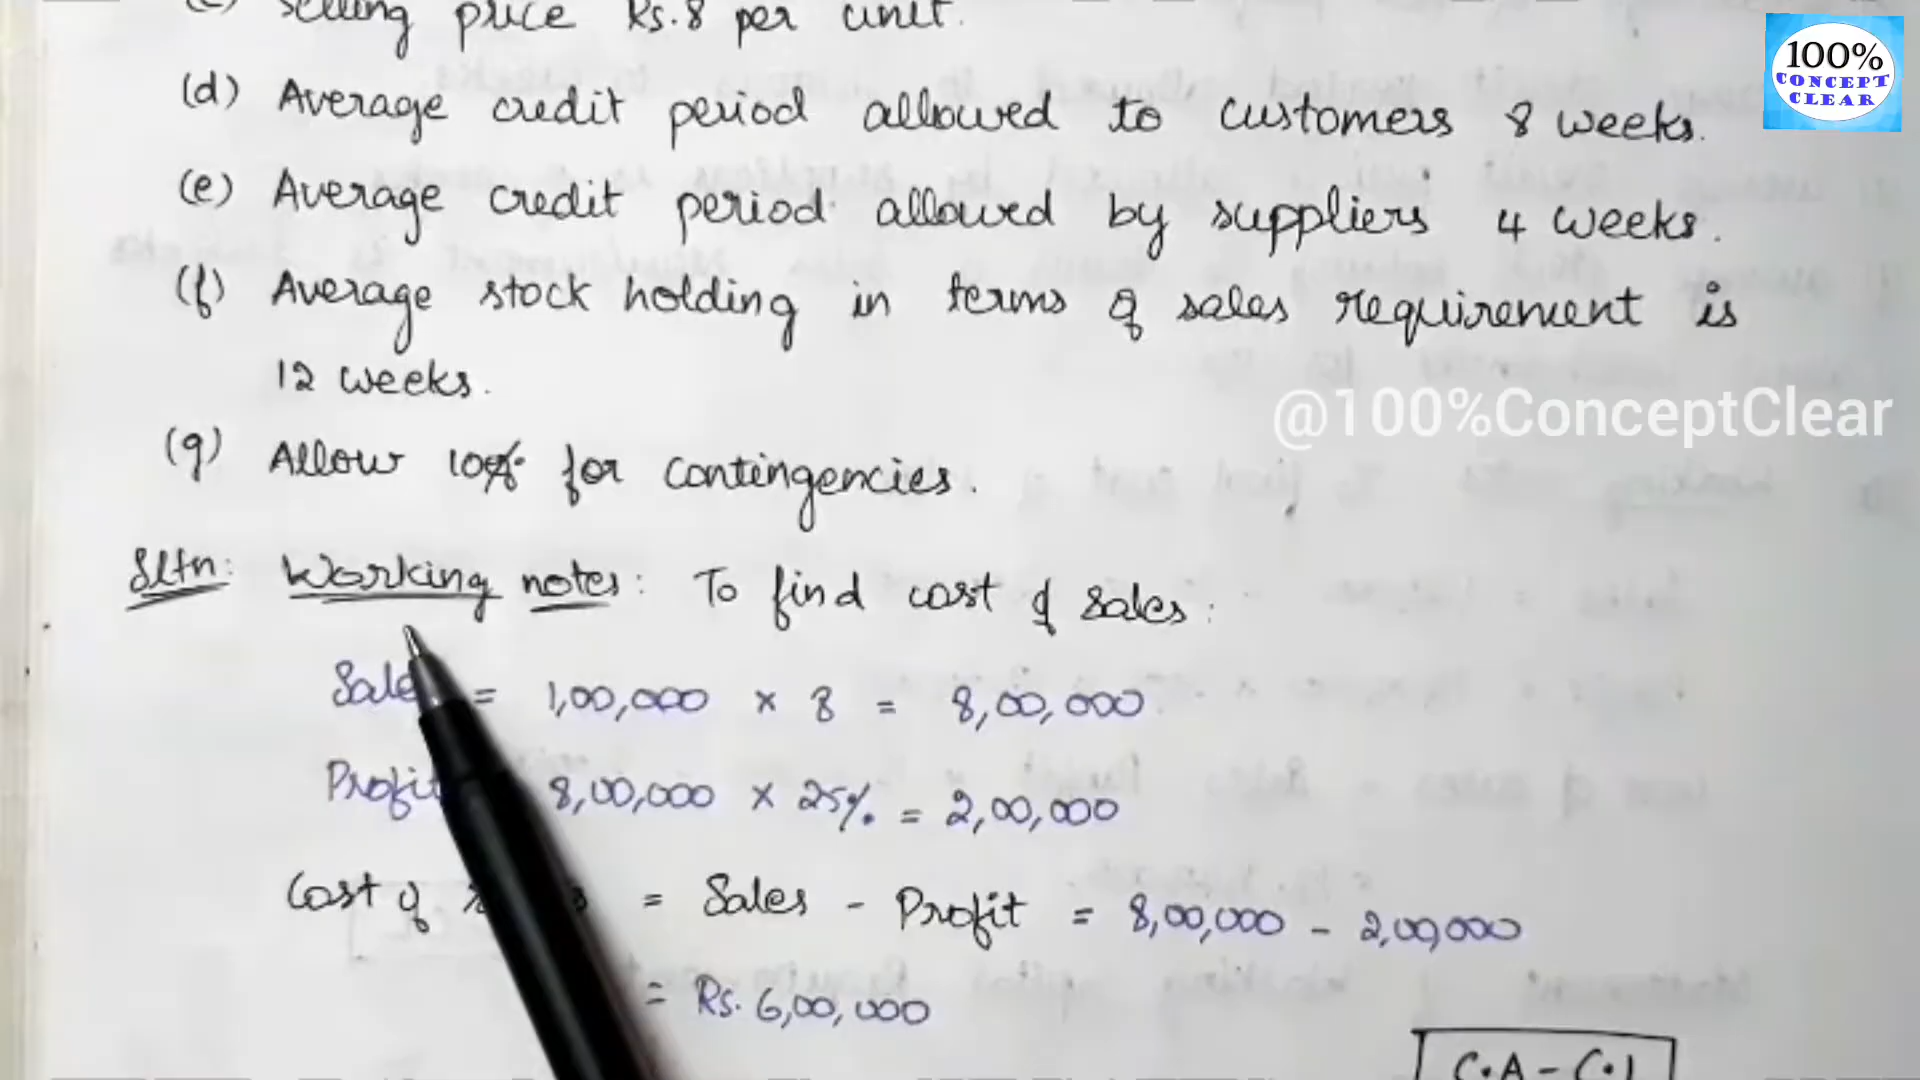 selling price Rs.8 per unit.
100%
CONCEPT
CLEAR
(d) Average credit period allowed to customers 8 weeks.
(e) Average credit period allowed by suppliers 4 weeks.
(f) Average stock holding in terms of sales requirement is
12 weeks.
@100%ConceptClear
(g) Allow 10% for contingencies.
Sltn: Working notes: To find cost of sales:
= 1,00,000 × 8 = 8,00,000
8,00,000 × 25% = 2,00,000
Cost of = Sales - Profit = 8,00,000 - 2,00,000
= Rs. 6,00,000
C.A - C.L